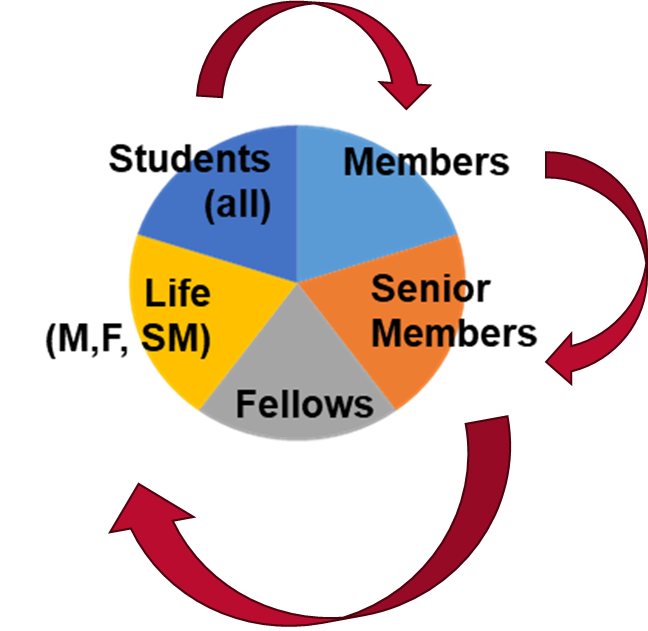 Students
(all)
Members
Senior
Members
Fellows
Life
(M,F, SM)